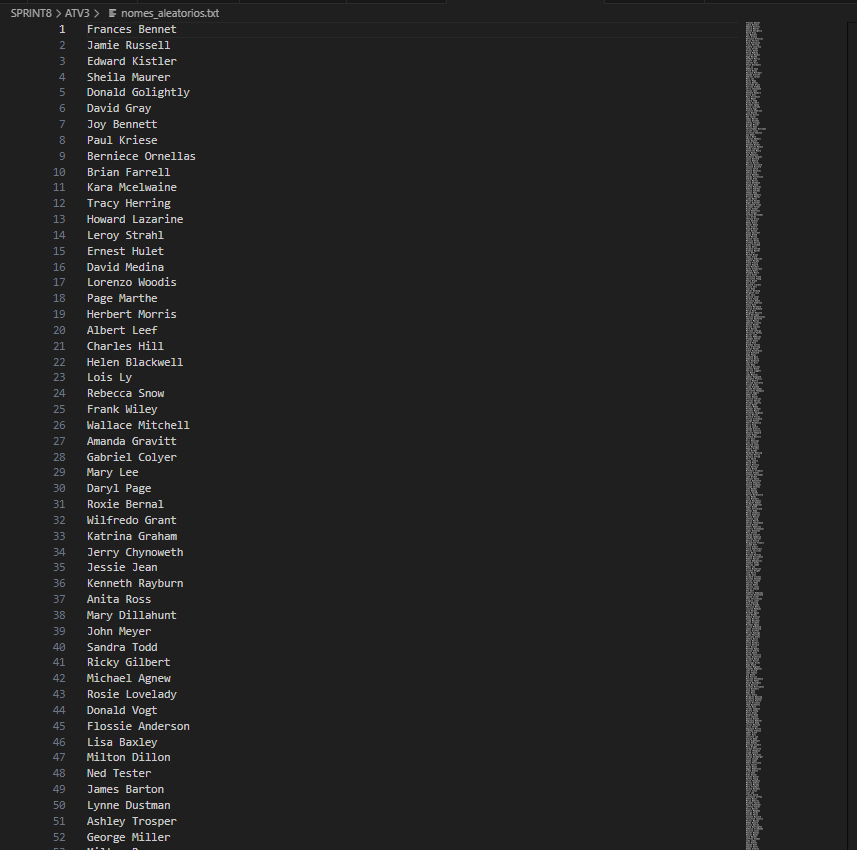 SPRINT8 > ATV3 > nomes_aleatorios.txt
1 Frances Bennet
2 Jamie Russell
3 Edward Kistler
4 Sheila Maurer
5 Donald Golightly
6 David Gray
7 Joy Bennett
8 Paul Kriese
9 Berniece Ornellas
10 Brian Farrell
11 Kara Mcelwaine
12 Tracy Herring
13 Howard Lazarine
14 Leroy Strahl
15 Ernest Hulet
16 David Medina
17 Lorenzo Woodis
18 Page Marthe
19 Herbert Morris
20 Albert Leef
21 Charles Hill
22 Helen Blackwell
23 Lois Ly
24 Rebecca Snow
25 Frank Wiley
26 Wallace Mitchell
27 Amanda Gravitt
28 Gabriel Colyer
29 Mary Lee
30 Daryl Page
31 Roxie Bernal
32 Wilfredo Grant
33 Katrina Graham
34 Jerry Chynoweth
35 Jessie Jean
36 Kenneth Rayburn
37 Anita Ross
38 Mary Dillahunt
39 John Meyer
40 Sandra Todd
41 Ricky Gilbert
42 Michael Agnew
43 Rosie Lovelady
44 Donald Vogt
45 Flossie Anderson
46 Lisa Baxley
47 Milton Dillon
48 Ned Tester
49 James Barton
50 Lynne Dustman
51 Ashley Trosper
52 George Miller